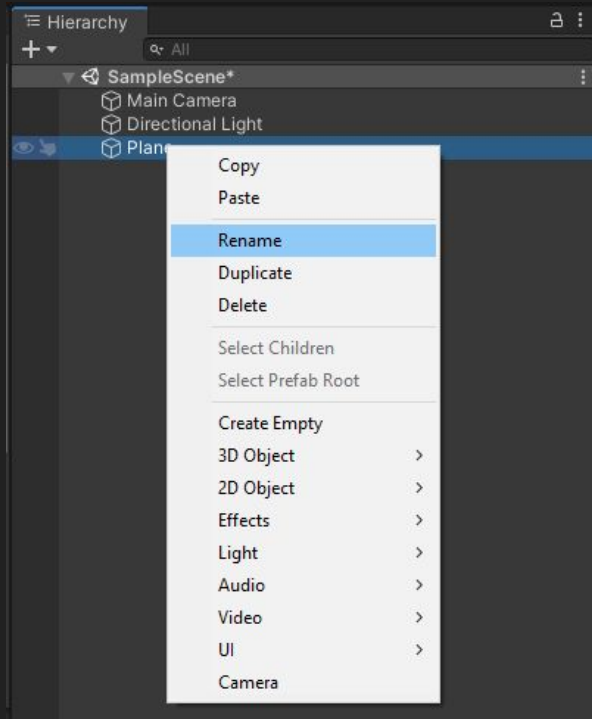 Hierarchy
All
SampleScene*
Main Camera
Directional Light
Plane
Copy
Paste
Rename
Duplicate
Delete
Select Children
Select Prefab Root
Create Empty
3D Object
2D Object
Effects
Light
Audio
Video
UI
Camera